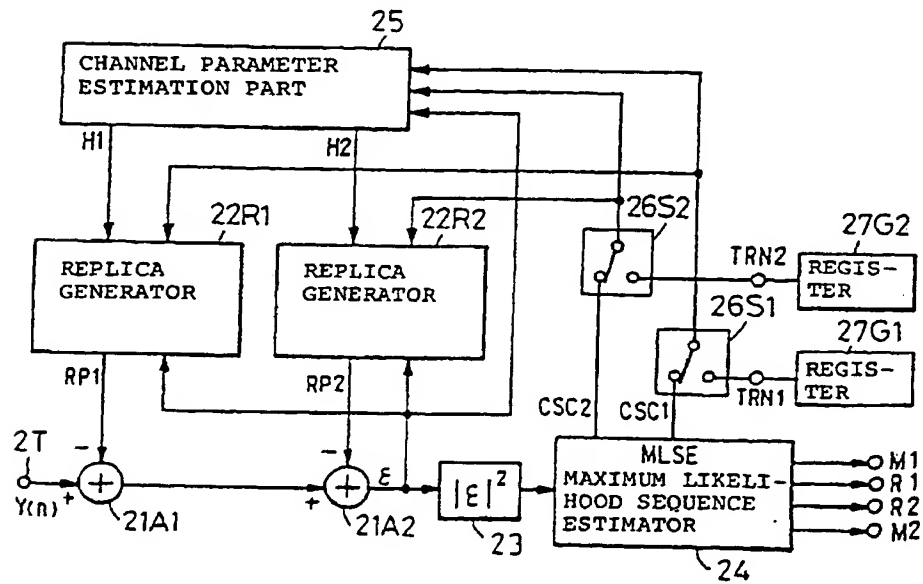 25
CHANNEL PARAMETER
ESTIMATION PART
H1
H2
22R1
22R2
26S2
27G2
REPLICA
GENERATOR
REPLICA
GENERATOR
TRN2
REGIS-
TER
26S1
27G1
REGIS-
TER
RP1
RP2
CSC2
CSC1
TRN1
2T
Y(n)
+
-
+
21A1
+
-
+
21A2
ε
|ε|²
23
MLSE
MAXIMUM LIKELI-
HOOD SEQUENCE
ESTIMATOR
24
M1
R1
R2
M2